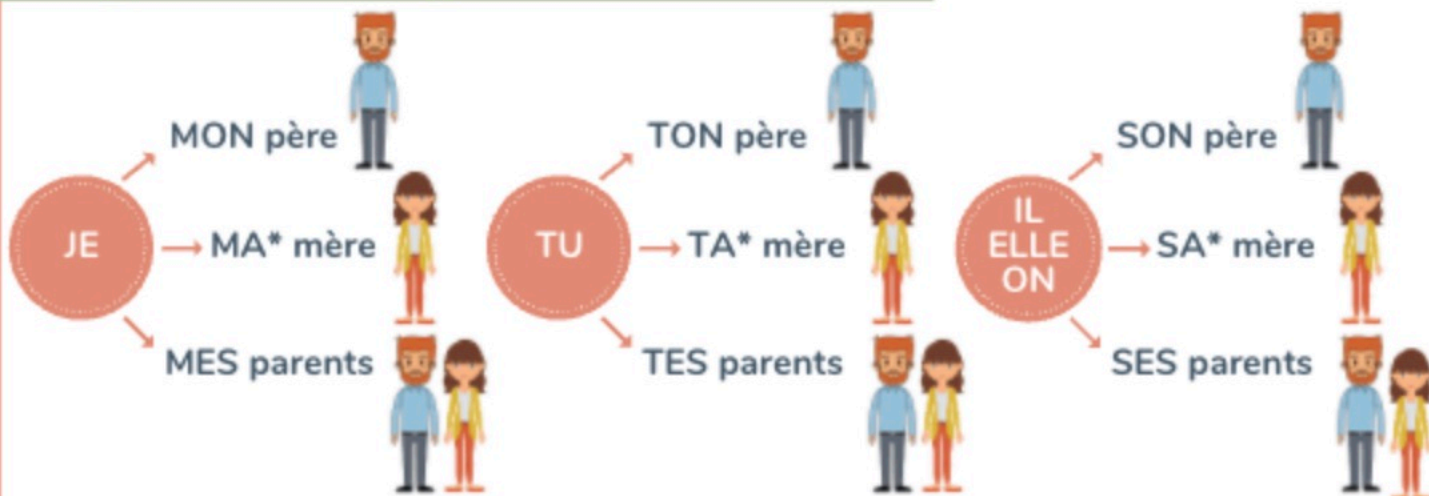 MON père
JE
MA* mère
MES parents
TON père
TU
TA* mère
TES parents
SON père
IL
ELLE
ON
SA* mère
SES parents